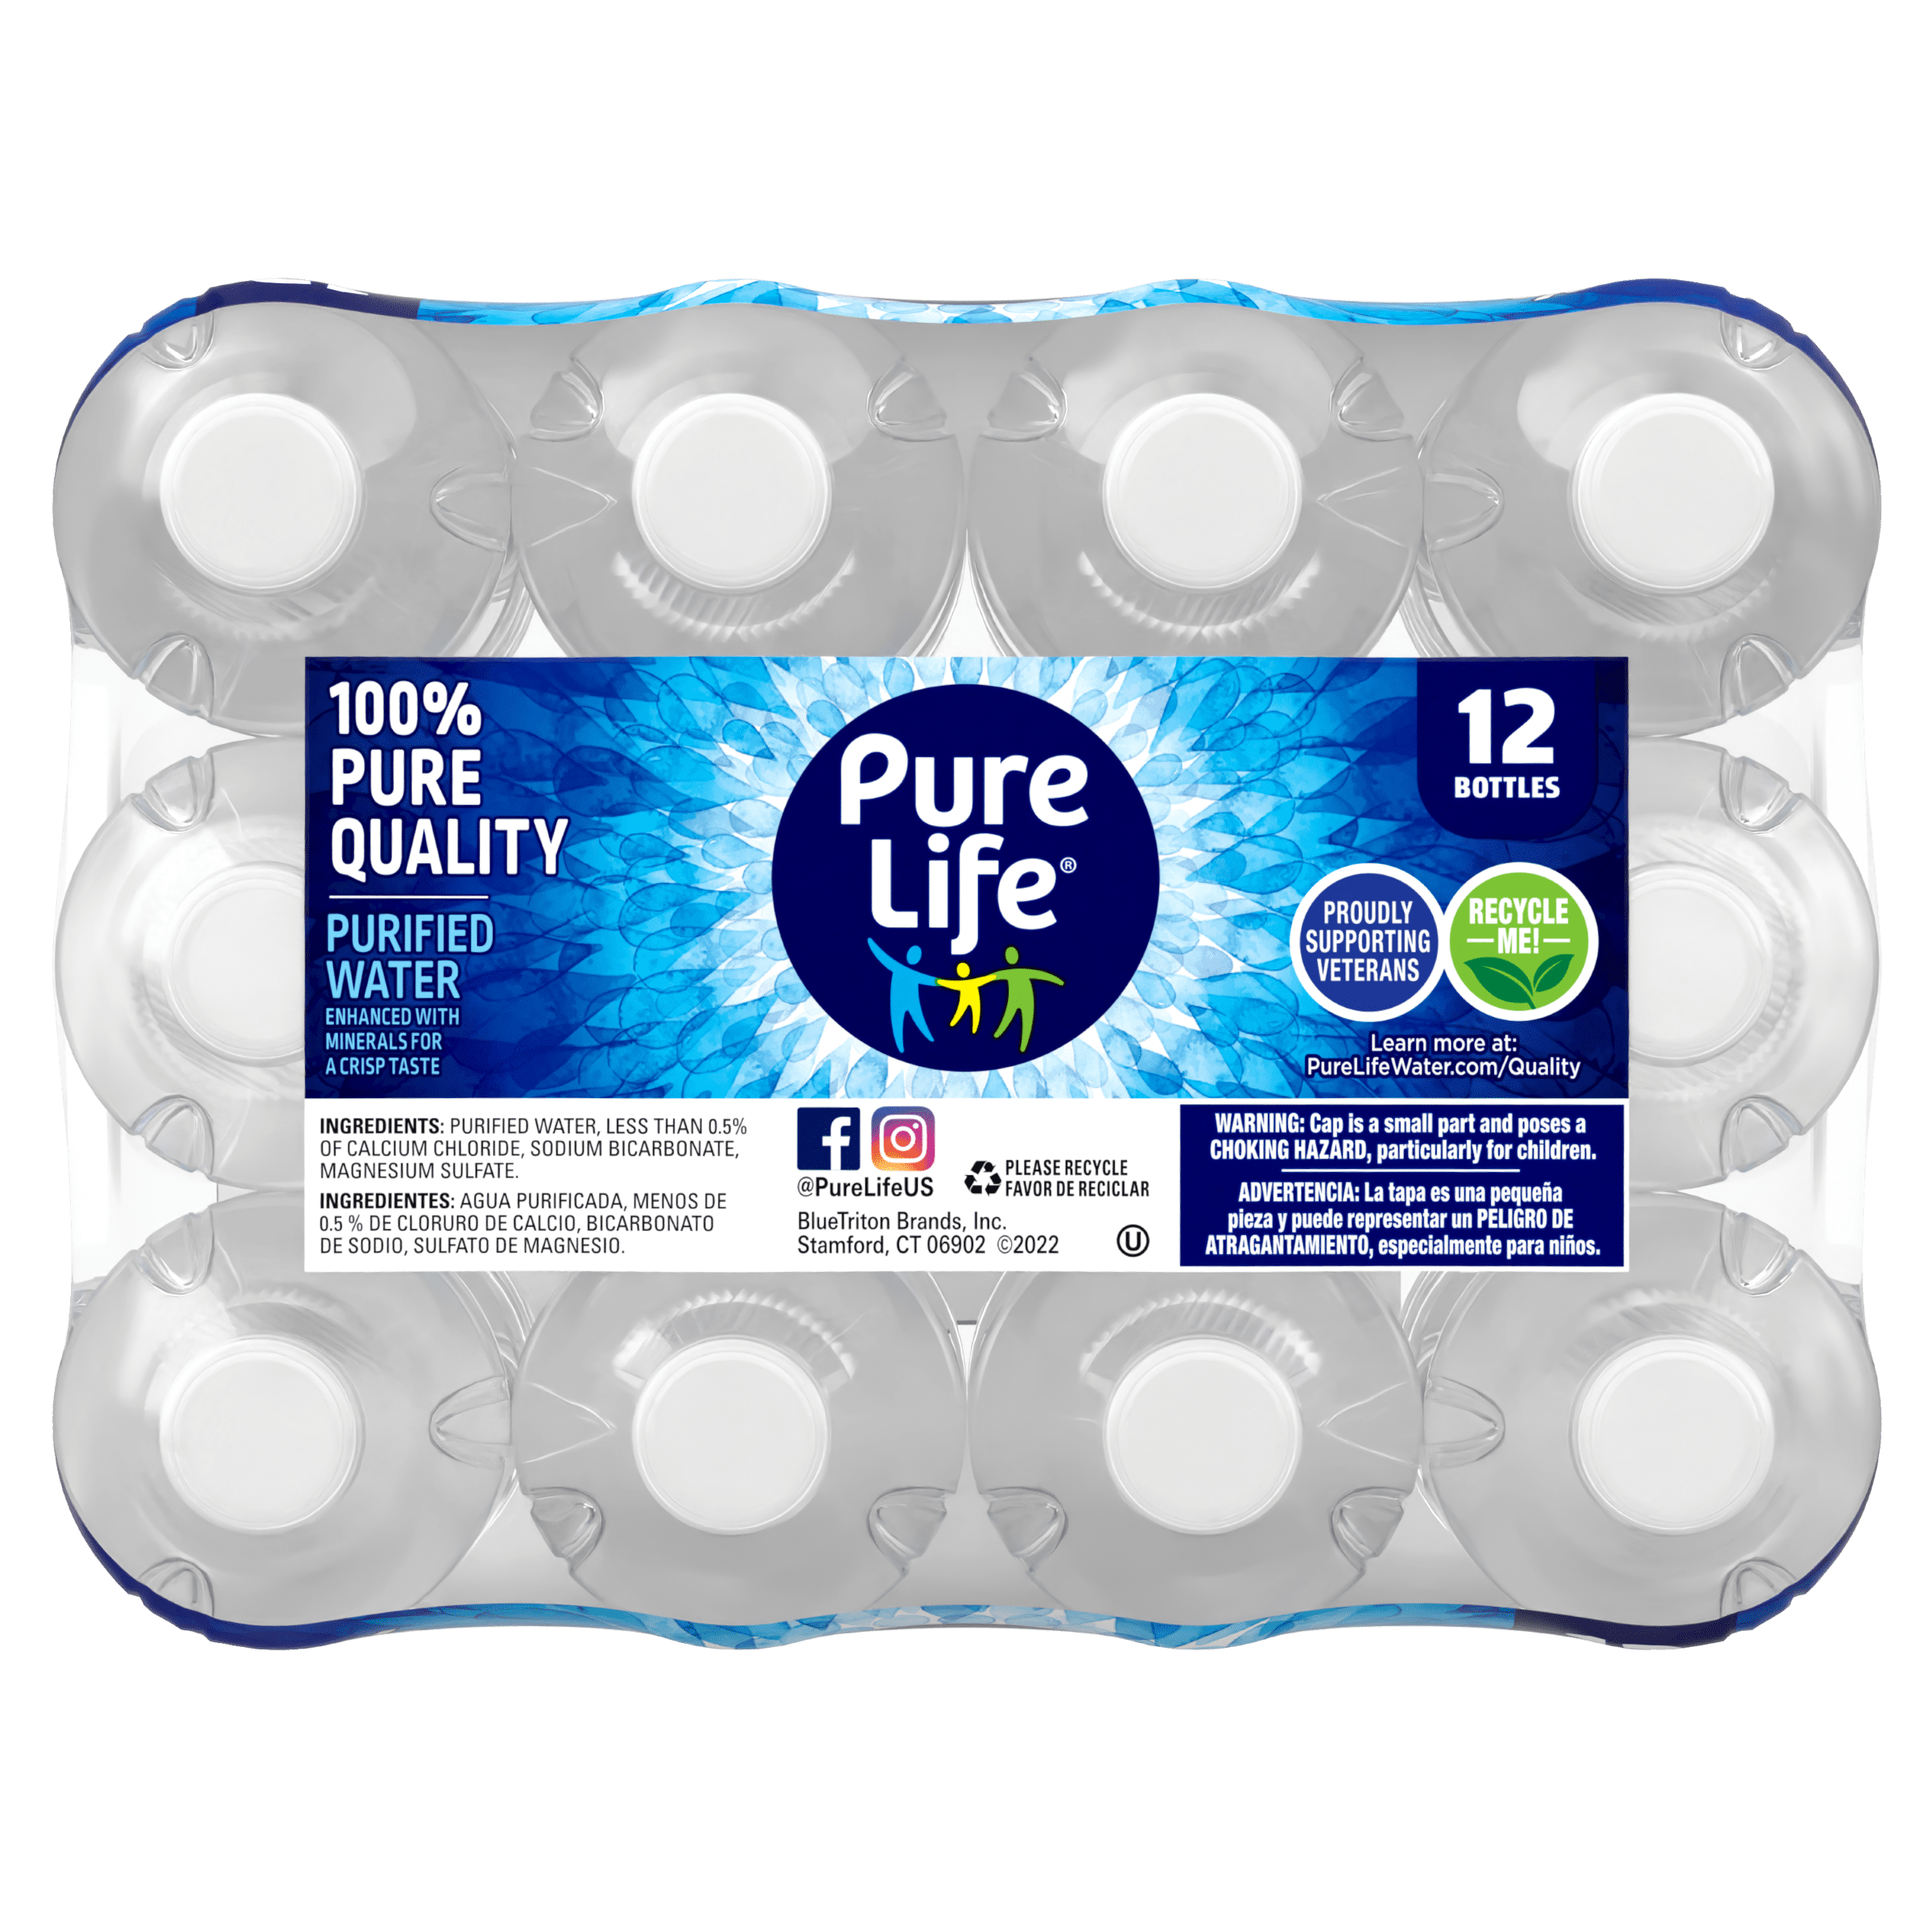 100%
PURE
QUALITY
PURIFIED
WATER
ENHANCED WITH
MINERALS FOR
A CRISP TASTE
Pure
Life®
12
BOTTLES
PROUDLY
SUPPORTING
VETERANS
RECYCLE
ME!
Learn more at:
PureLifeWater.com/Quality
INGREDIENTS: PURIFIED WATER, LESS THAN 0.5%
OF CALCIUM CHLORIDE, SODIUM BICARBONATE,
MAGNESIUM SULFATE.
INGREDIENTES: AGUA PURIFICADA, MENOS DE
0.5 % DE CLORURO DE CALCIO, BICARBONATO
DE SODIO, SULFATO DE MAGNESIO.
f
@PureLifeUS
PLEASE RECYCLE
FAVOR DE RECICLAR
BlueTriton Brands, Inc.
Stamford, CT 06902 ©2022
U
WARNING: Cap is a small part and poses a
CHOKING HAZARD, particularly for children.
ADVERTENCIA: La tapa es una pequeña
pieza y puede representar un PELIGRO DE
ATRAGANTAMIENTO, especialmente para niños.